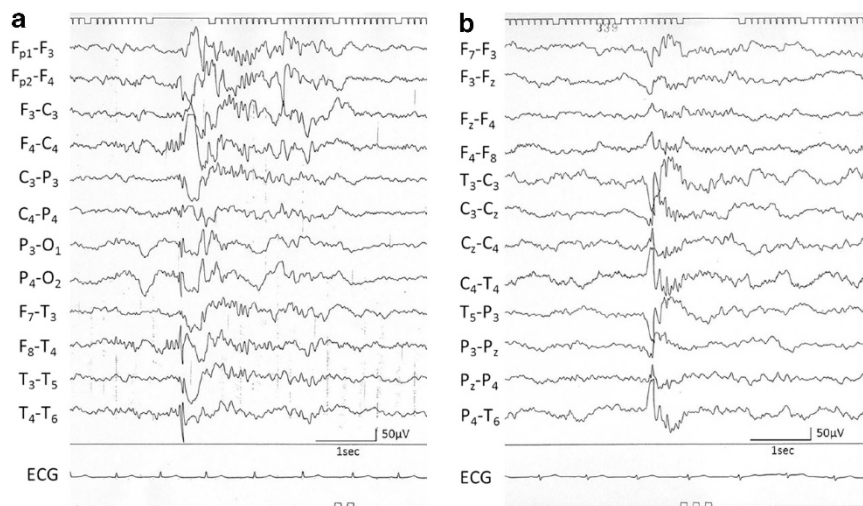 a
Fp1-F3
Fp2-F4
F3-C3
F4-C4
C3-P3
C4-P4
P3-O1
P4-O2
F7-T3
F8-T4
T3-T5
T4-T6
50µV
1sec
ECG
b
339
F7-F3
F3-Fz
Fz-F4
F4-F8
T3-C3
C3-Cz
Cz-C4
C4-T4
T5-P3
P3-Pz
Pz-P4
P4-T6
50µV
1sec
ECG